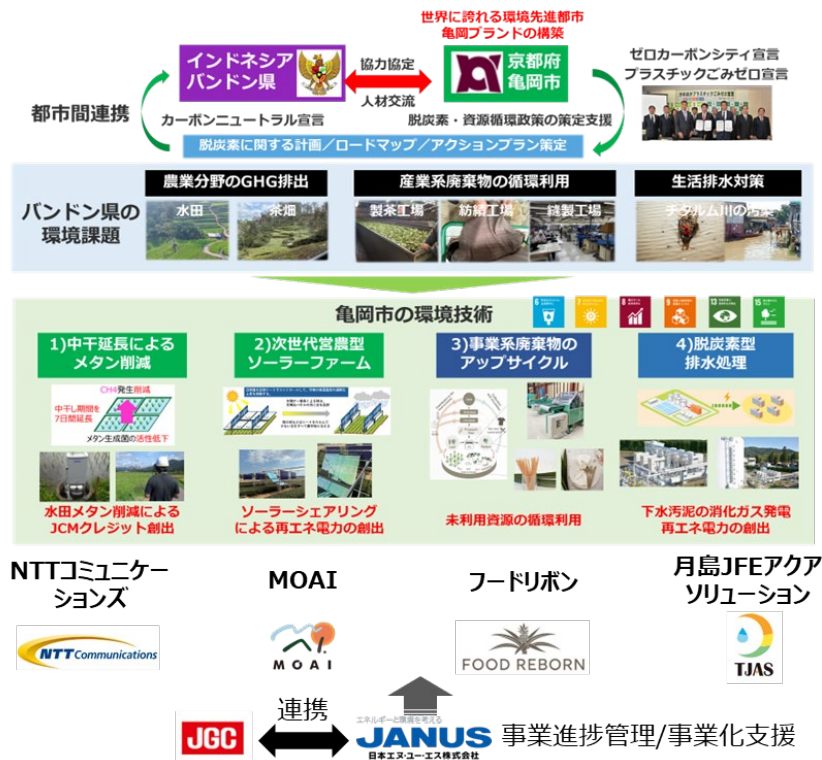 世界に誇れる環境先進都市
亀岡ブランドの構築
インドネシア
バンドン県
協力協定
人材交流
京都府
亀岡市
ゼロカーボンシティ宣言
プラスチックごみゼロ宣言
都市間連携
カーボンニュートラル宣言
脱炭素・資源循環政策の策定支援
脱炭素に関する計画/ロードマップ/アクションプラン策定
バンドン県の
環境課題
農業分野のGHG排出
水田
茶畑
産業系廃棄物の循環利用
製茶工場
紡績工場
縫製工場
生活排水対策
チタルム川の汚染
亀岡市の環境技術
6
7
8
9
13
15
1)中干延長による
メタン削減
CH4発生削減
中干し期間を
7日間延長
メタン生成菌の活性低下
水田メタン削減による
JCMクレジット創出
2)次世代営農型
ソーラーファーム
ソーラーシェアリング
による再エネ電力の創出
3)事業系廃棄物の
アップサイクル
未利用資源の循環利用
4)脱炭素型
排水処理
下水汚泥の消化ガス発電
再エネ電力の創出
NTTコミュニケー
ションズ
NTT Communications
MOAI
MOAI
フードリボン
FOOD REBORN
月島JFEアクア
ソリューション
TJAS
JGC
連携
エネルギーと環境を考える
JANUS
日本エヌ・ユー・エス株式会社
事業進捗管理/事業化支援